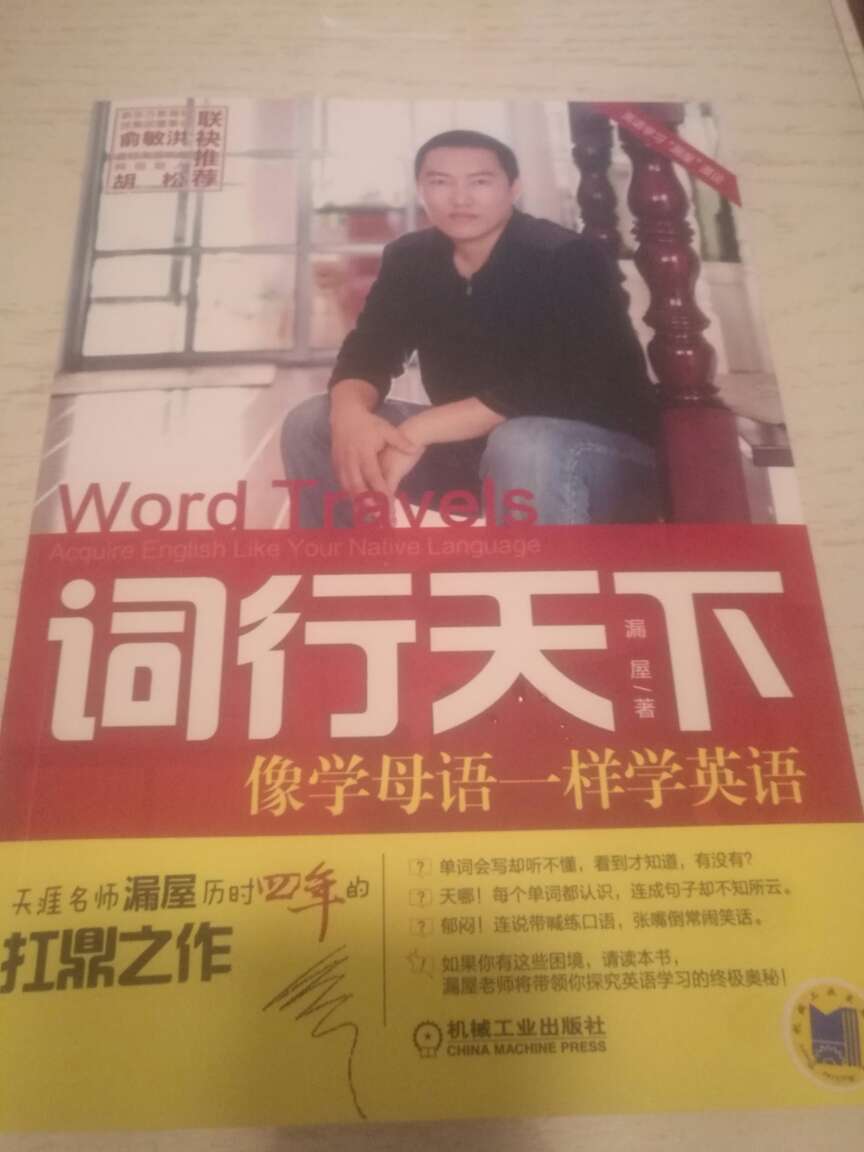 俞敏洪
胡松
联袂推荐
Word Travels
Acquire English Like Your Native Language
词行天下
漏屋/著
像学母语一样学英语
天涯名师漏屋历时四年的
扛鼎之作
? 单词会写却听不懂，看到才知道，有没有？
? 天哪！每个单词都认识，连成句子却不知所云。
? 郁闷！连说带喊练口语，张嘴倒常闹笑话。
! 如果你有这些困境，请读本书，
漏屋老师将带领你探究英语学习的终极奥秘！
机械工业出版社
CHINA MACHINE PRESS